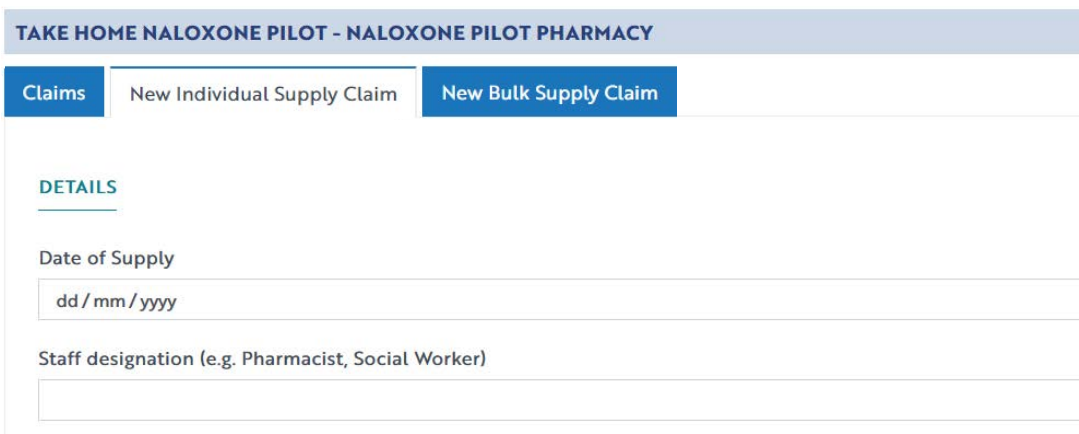 TAKE HOME NALOXONE PILOT - NALOXONE PILOT PHARMACY
Claims New Individual Supply Claim New Bulk Supply Claim
DETAILS
Date of Supply
dd / mm / yyyy
Staff designation (e.g. Pharmacist, Social Worker)